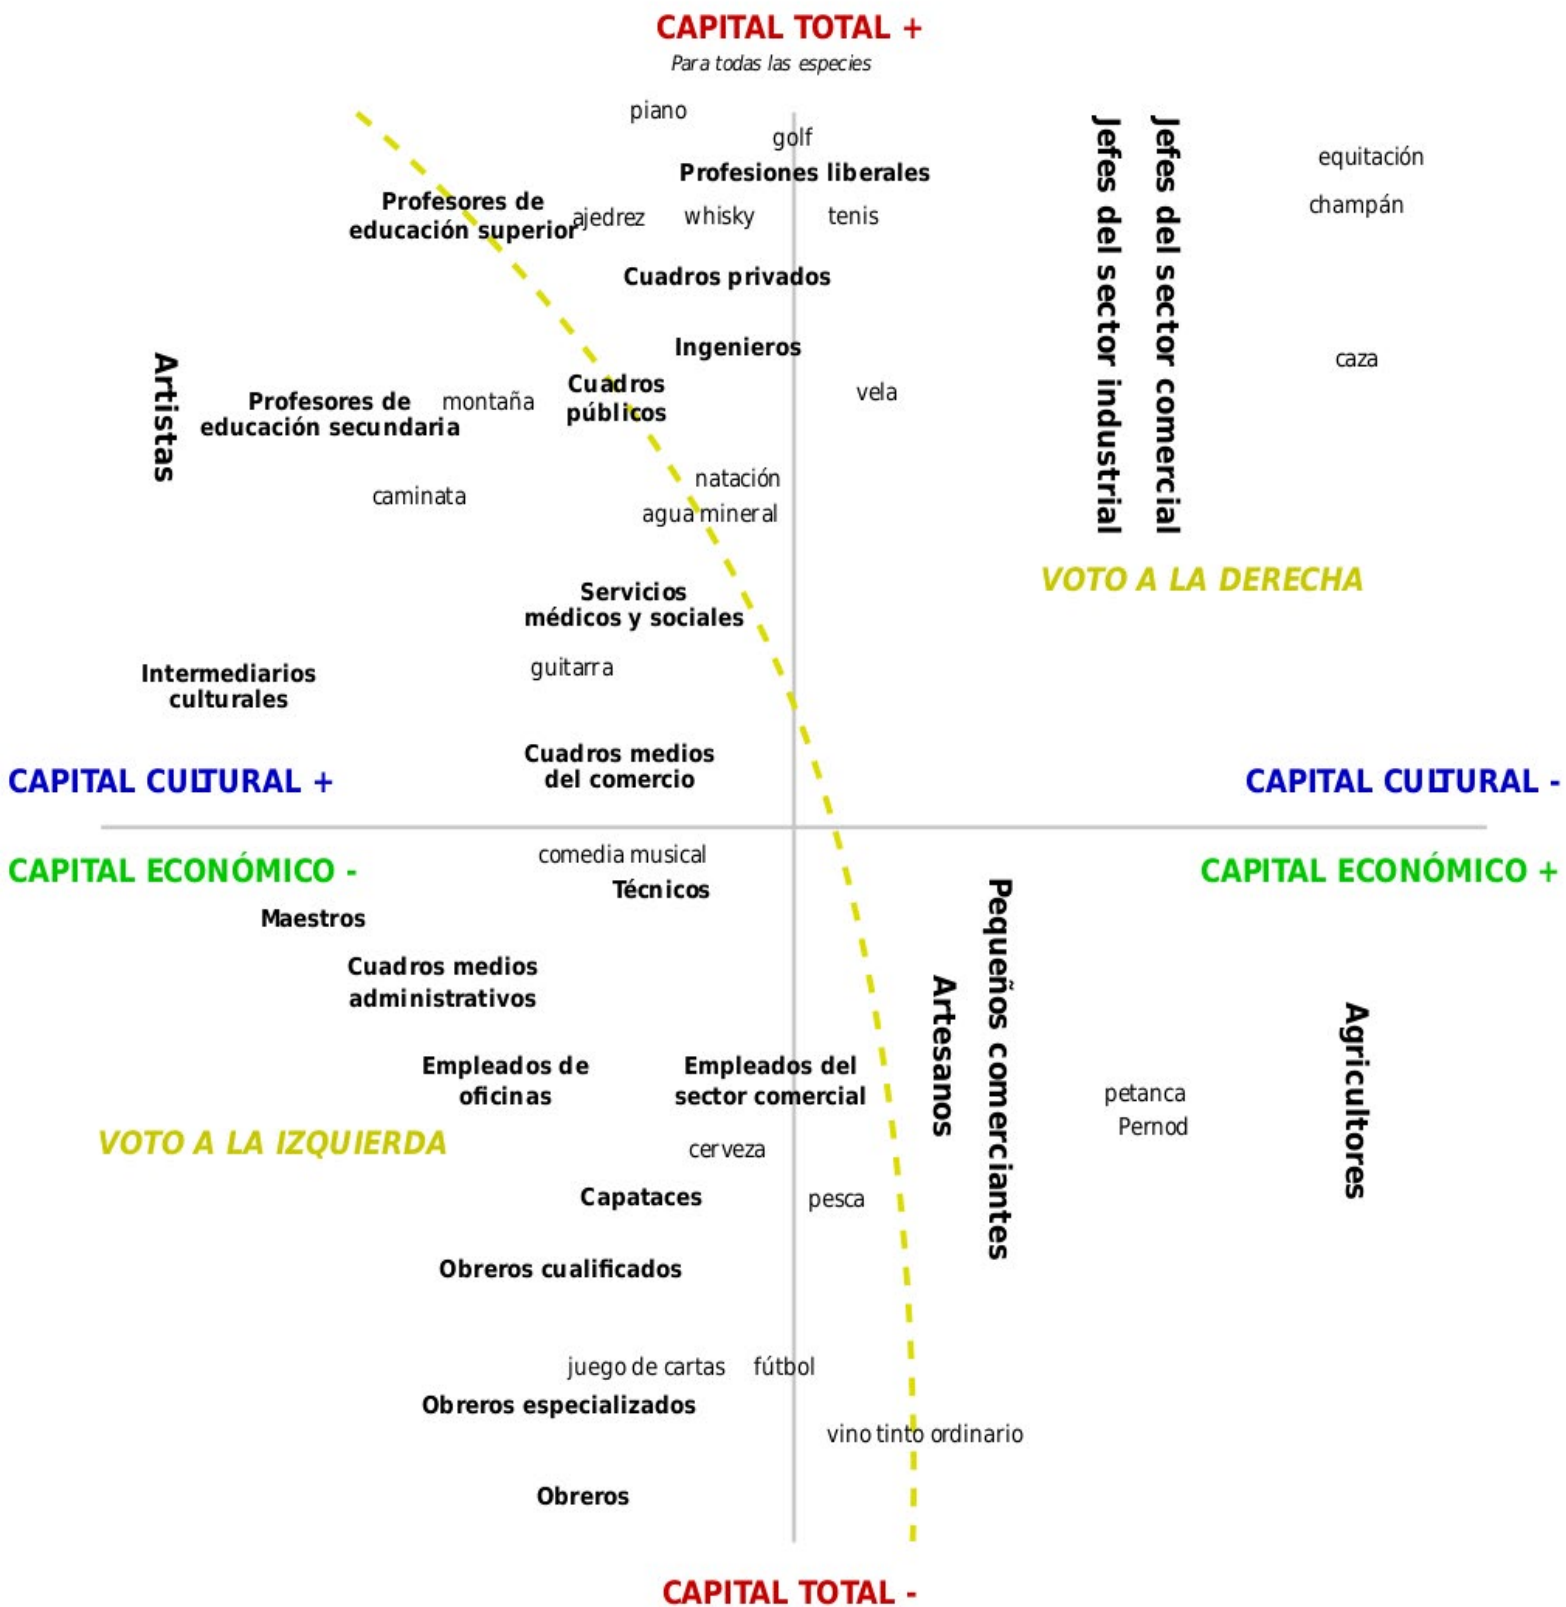 CAPITAL TOTAL +
Para todas las especies
piano
golf
Profesiones liberales
Jefes del sector industrial
Jefes del sector comercial
equitación
champán
Profesores de
educación superior
ajedrez
whisky
tenis
Cuadros privados
Ingenieros
caza
Artistas
Profesores de
educación secundaria
montaña
Cuadros
públicos
vela
caminata
natación
agua mineral
VOTO A LA DERECHA
Servicios
médicos y sociales
guitarra
Intermediarios
culturales
Cuadros medios
del comercio
CAPITAL CULTURAL +
CAPITAL CULTURAL -
CAPITAL ECONÓMICO -
CAPITAL ECONÓMICO +
comedia musical
Técnicos
Maestros
Cuadros medios
administrativos
Pequeños comerciantes
Artesanos
Agricultores
Empleados de
oficinas
Empleados del
sector comercial
petanca
Pernod
VOTO A LA IZQUIERDA
cerveza
Capataces
pesca
Obreros cualificados
juego de cartas
fútbol
Obreros especializados
vino tinto ordinario
Obreros
CAPITAL TOTAL -